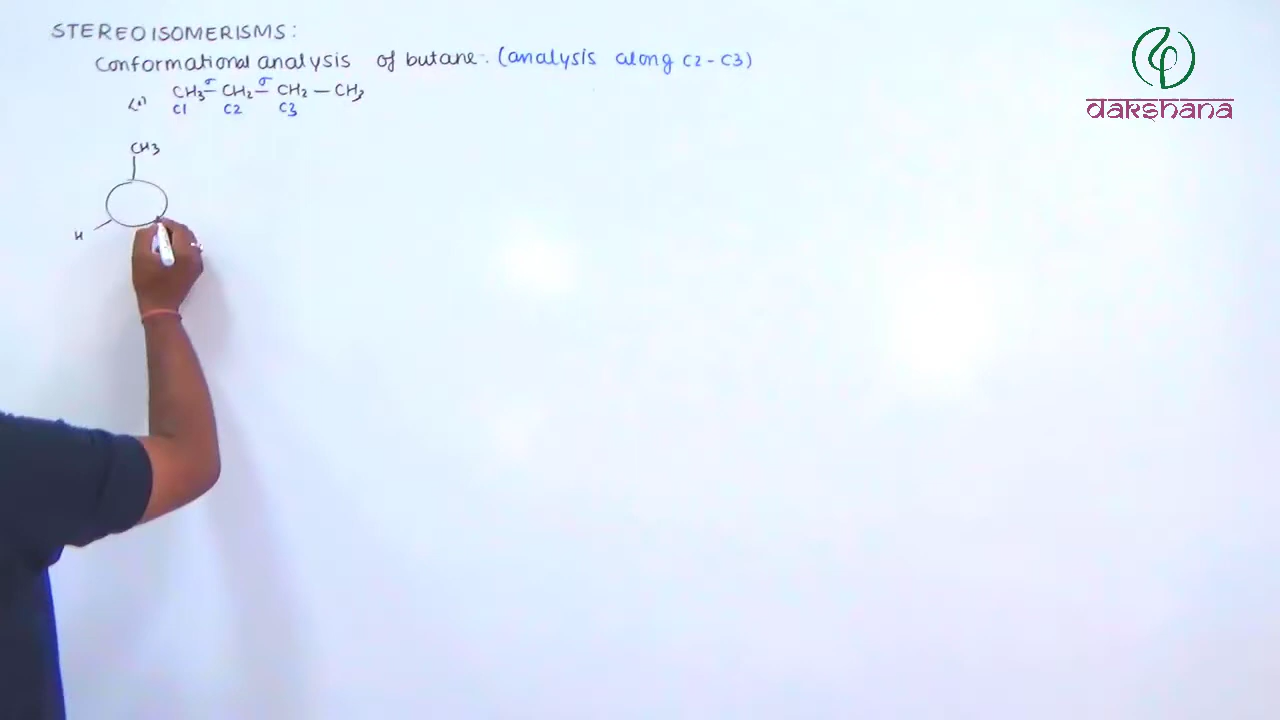 STEREOISOMERISMS:
Conformational analysis of butane. (analysis along C2-C3)
CH3 σ— CH2 σ— CH2 — CH3
C1 C2 C3
CH3
H
dakshana